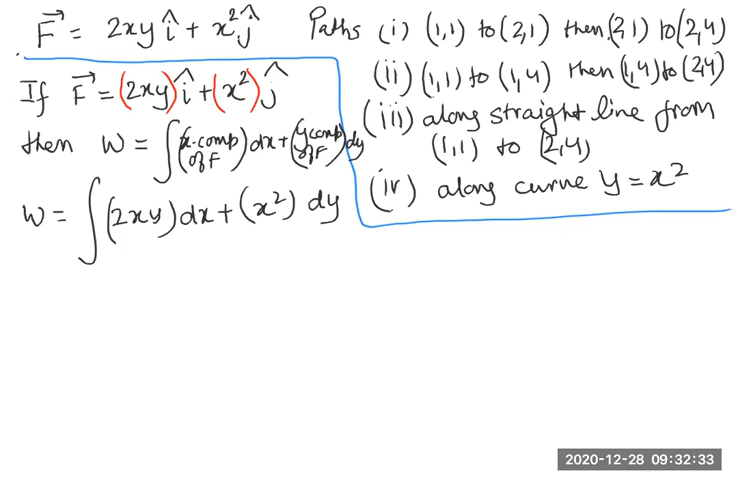 F⃗ = 2xy î + x² ĵ
Paths (i) (1,1) to (2,1) then (2,1) to (2,4)
(ii) (1,1) to (1,4) then (1,4) to (2,4)
(iii) along straight line from
(1,1) to (2,4)
(iv) along curve y = x²
If F⃗ = (2xy) î + (x²) ĵ
then W = ∫ (x-comp of F) dx + (y comp of F) dy
W = ∫ (2xy) dx + (x²) dy
2020-12-28 09:32:33